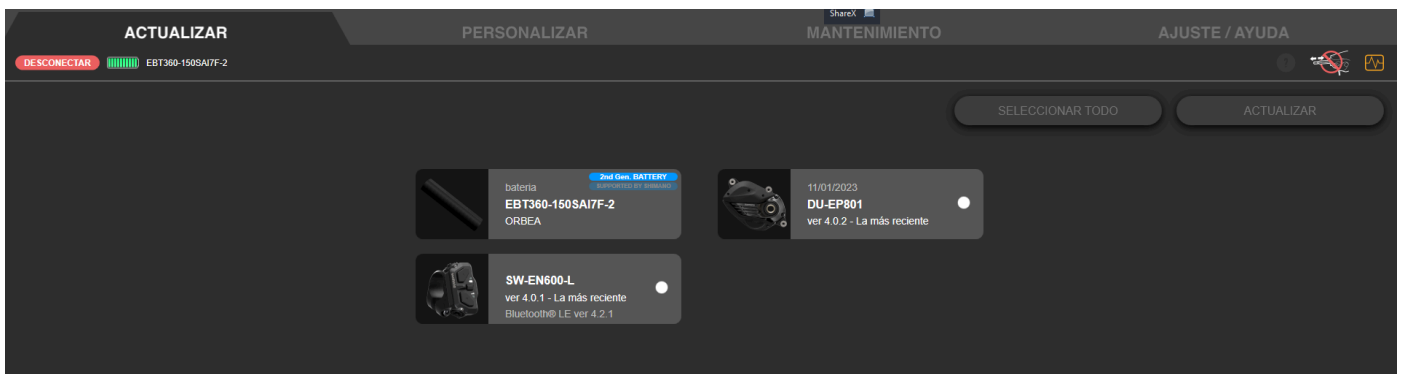 ShareX
ACTUALIZAR
PERSONALIZAR
MANTENIMIENTO
AJUSTE / AYUDA
DESCONECTAR
EBT360-150SAI7F-2
SELECCIONAR TODO
ACTUALIZAR
2nd Gen. BATTERY
SUPPORTED BY SHIMANO
bateria
EBT360-150SAI7F-2
ORBEA
11/01/2023
DU-EP801
ver 4.0.2 - La más reciente
SW-EN600-L
ver 4.0.1 - La más reciente
Bluetooth® LE ver 4.2.1